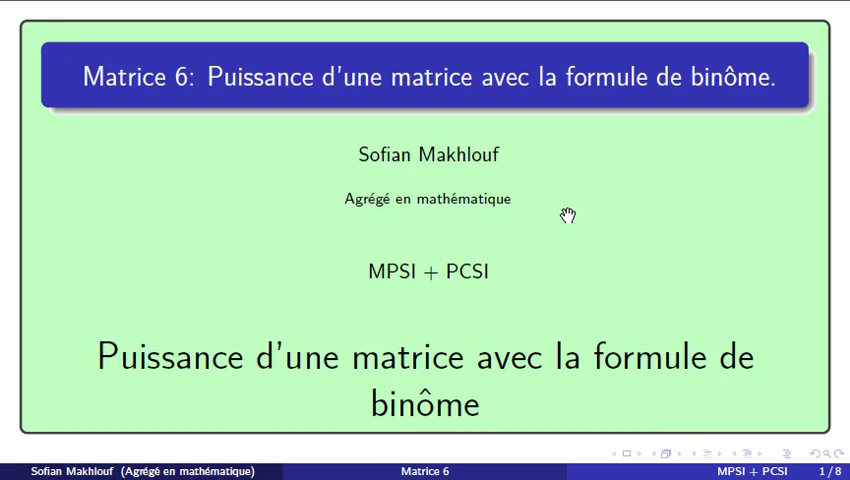 Matrice 6: Puissance d'une matrice avec la formule de binôme.
Sofian Makhlouf
Agrégé en mathématique
MPSI + PCSI
Puissance d'une matrice avec la formule de
binôme
Sofian Makhlouf (Agrégé en mathématique) Matrice 6 MPSI + PCSI 1 / 8